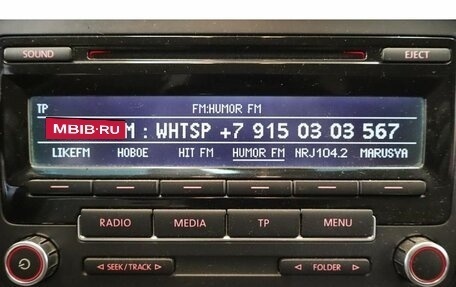 SOUND
EJECT
TP FM:HUMOR FM
MBIB·RU M : WHTSP +7 915 03 03 567
LIKEFM НОВОЕ HIT FM HUMOR FM NRJ104.2 MARUSYA
RADIO MEDIA TP MENU
◁ SEEK/TRACK ▷ ◁ FOLDER ▷